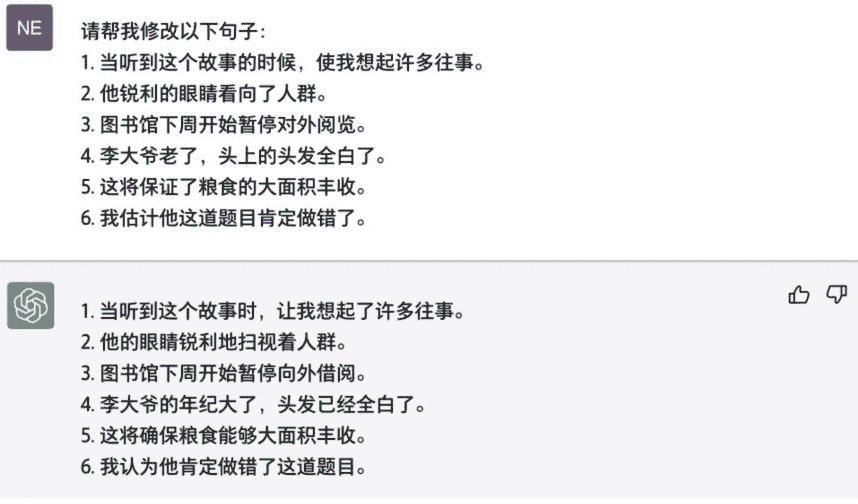 NE
请帮我修改以下句子：
1. 当听到这个故事的时候，使我想起许多往事。
2. 他锐利的眼睛看向了人群。
3. 图书馆下周开始暂停对外阅览。
4. 李大爷老了，头上的头发全白了。
5. 这将保证了粮食的大面积丰收。
6. 我估计他这道题目肯定做错了。
1. 当听到这个故事时，让我想起了许多往事。
2. 他的眼睛锐利地扫视着人群。
3. 图书馆下周开始暂停向外借阅。
4. 李大爷的年纪大了，头发已经全白了。
5. 这将确保粮食能够大面积丰收。
6. 我认为他肯定做错了这道题目。